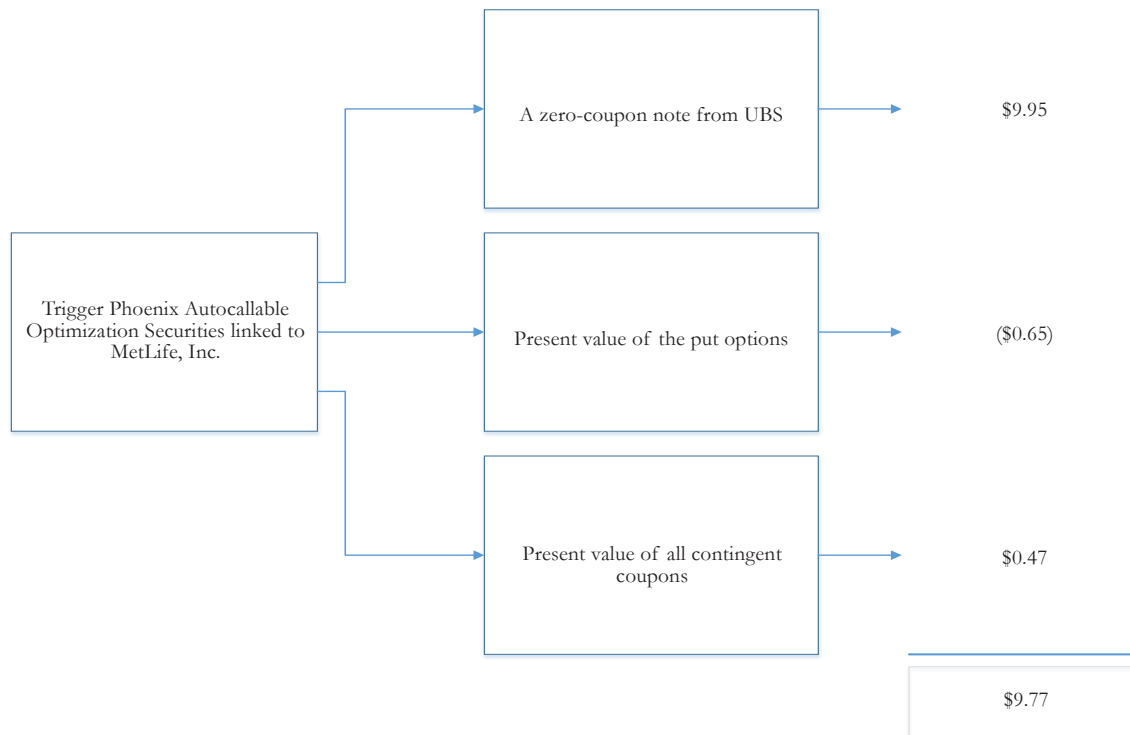 A zero-coupon note from UBS
$9.95
Trigger Phoenix Autocallable
Optimization Securities linked to
MetLife, Inc.
Present value of the put options
($0.65)
Present value of all contingent
coupons
$0.47
$9.77